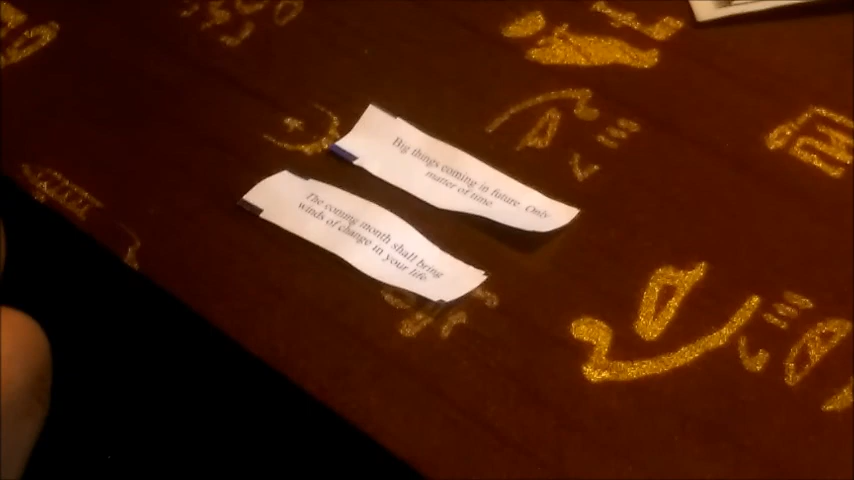 Big things coming in future. Only
matter of time.
The coming month shall bring
winds of change in your life.